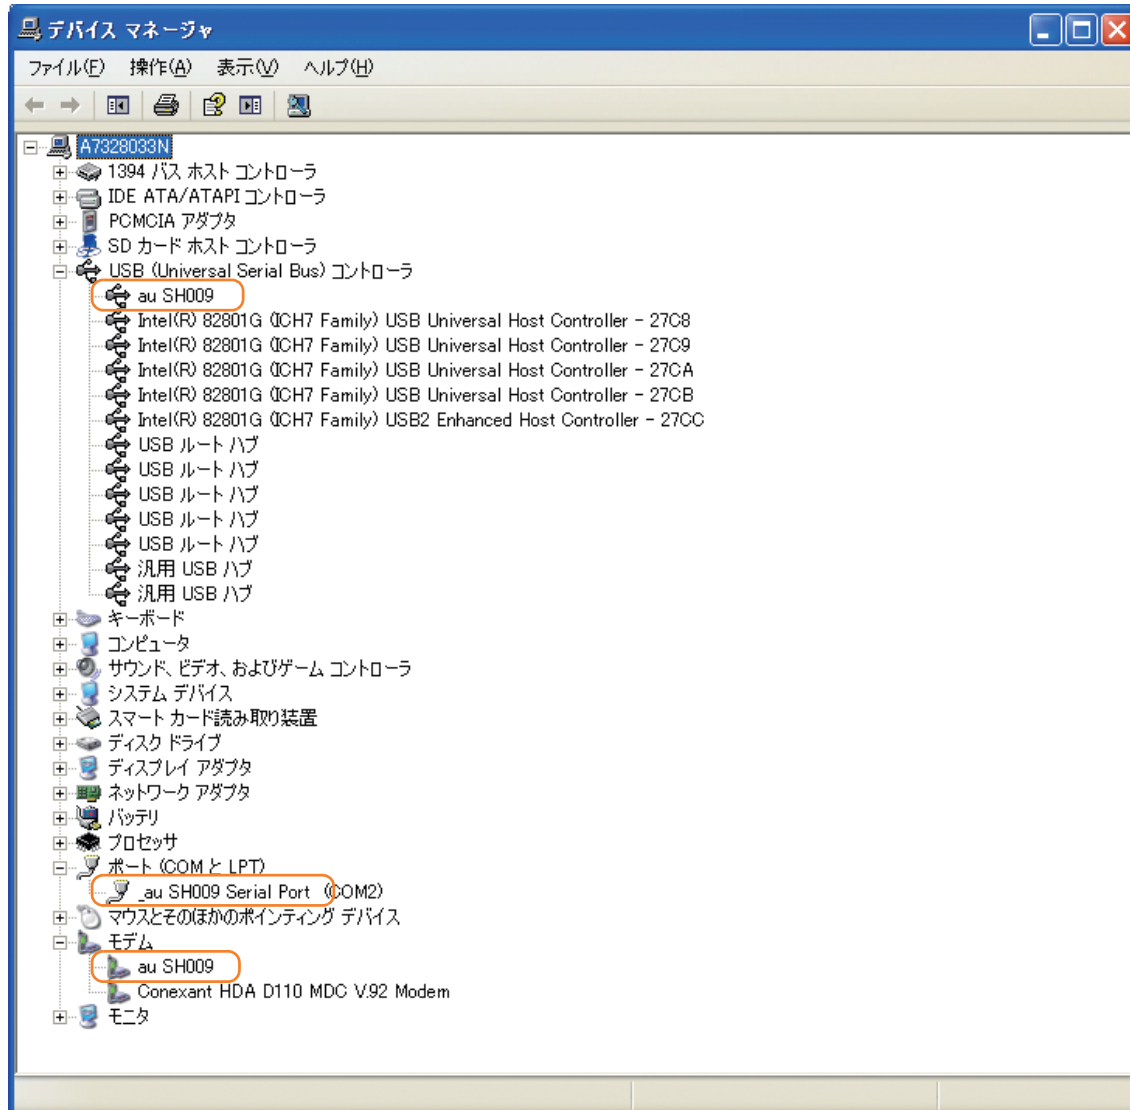 デバイス マネージャ
ファイル(F) 操作(A) 表示(V) ヘルプ(H)
A7328033N
1394 バス ホスト コントローラ
IDE ATA/ATAPI コントローラ
PCMCIA アダプタ
SD カード ホスト コントローラ
USB (Universal Serial Bus) コントローラ
au SH009
Intel(R) 82801G (ICH7 Family) USB Universal Host Controller - 27C8
Intel(R) 82801G (ICH7 Family) USB Universal Host Controller - 27C9
Intel(R) 82801G (ICH7 Family) USB Universal Host Controller - 27CA
Intel(R) 82801G (ICH7 Family) USB Universal Host Controller - 27CB
Intel(R) 82801G (ICH7 Family) USB2 Enhanced Host Controller - 27CC
USB ルート ハブ
USB ルート ハブ
USB ルート ハブ
USB ルート ハブ
USB ルート ハブ
汎用 USB ハブ
汎用 USB ハブ
キーボード
コンピュータ
サウンド、ビデオ、およびゲーム コントローラ
システム デバイス
スマート カード読み取り装置
ディスク ドライブ
ディスプレイ アダプタ
ネットワーク アダプタ
バッテリ
プロセッサ
ポート (COM と LPT)
_au SH009 Serial Port (COM2)
マウスとそのほかのポインティング デバイス
モデム
au SH009
Conexant HDA D110 MDC V.92 Modem
モニタ